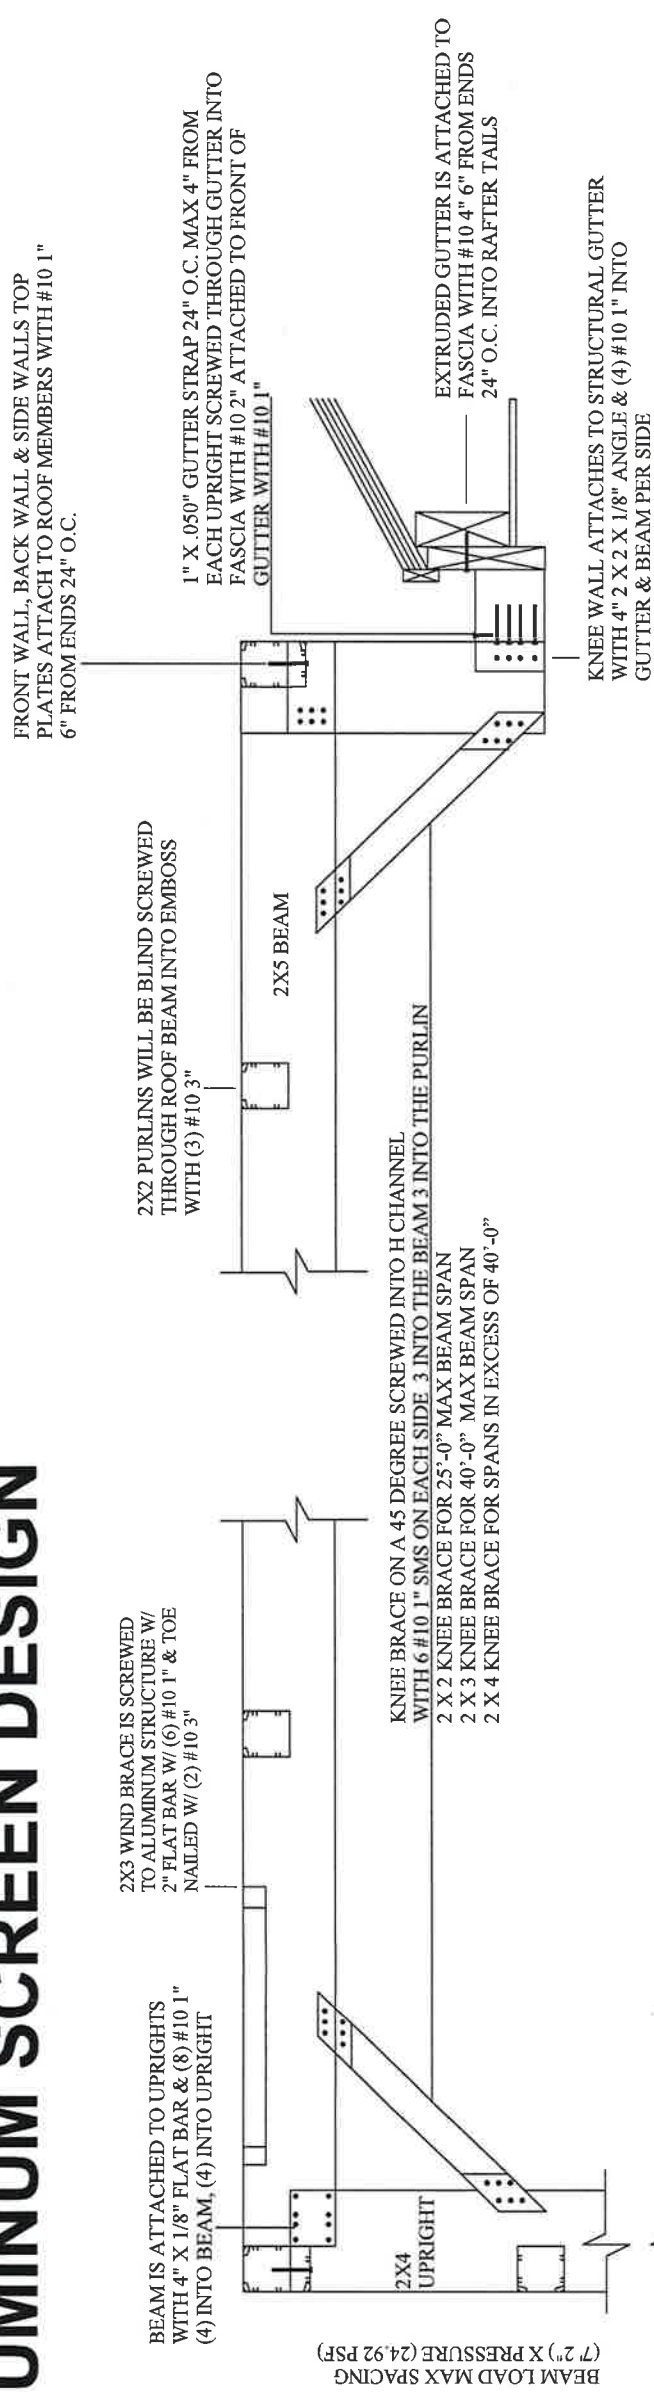 UMINUM SCREEN DESIGN
BEAM IS ATTACHED TO UPRIGHTS
WITH 4" X 1/8" FLAT BAR & (8) #10 1"
(4) INTO BEAM, (4) INTO UPRIGHT
2X3 WIND BRACE IS SCREWED
TO ALUMINUM STRUCTURE W/
2" FLAT BAR W/ (6) #10 1" & TOE
NAILED W/ (2) #10 3"
2X2 PURLINS WILL BE BLIND SCREWED
THROUGH ROOF BEAM INTO EMBOSS
WITH (3) #10 3"
FRONT WALL, BACK WALL & SIDE WALLS TOP
PLATES ATTACH TO ROOF MEMBERS WITH #10 1"
6" FROM ENDS 24" O.C.
1" X .050" GUTTER STRAP 24" O.C. MAX 4" FROM
EACH UPRIGHT SCREWED THROUGH GUTTER INTO
FASCIA WITH #10 2" ATTACHED TO FRONT OF
GUTTER WITH #10 1"
2X5 BEAM
2X4
UPRIGHT
KNEE BRACE ON A 45 DEGREE SCREWED INTO H CHANNEL
WITH 6 #10 1" SMS ON EACH SIDE 3 INTO THE BEAM 3 INTO THE PURLIN
2 X 2 KNEE BRACE FOR 25'-0" MAX BEAM SPAN
2 X 3 KNEE BRACE FOR 40'-0" MAX BEAM SPAN
2 X 4 KNEE BRACE FOR SPANS IN EXCESS OF 40'-0"
EXTRUDED GUTTER IS ATTACHED TO
FASCIA WITH #10 4" 6" FROM ENDS
24" O.C. INTO RAFTER TAILS
KNEE WALL ATTACHES TO STRUCTURAL GUTTER
WITH 4" 2 X 2 X 1/8" ANGLE & (4) #10 1" INTO
GUTTER & BEAM PER SIDE
BEAM LOAD MAX SPACING
(7' 2") X PRESSURE (24.92 PSF)